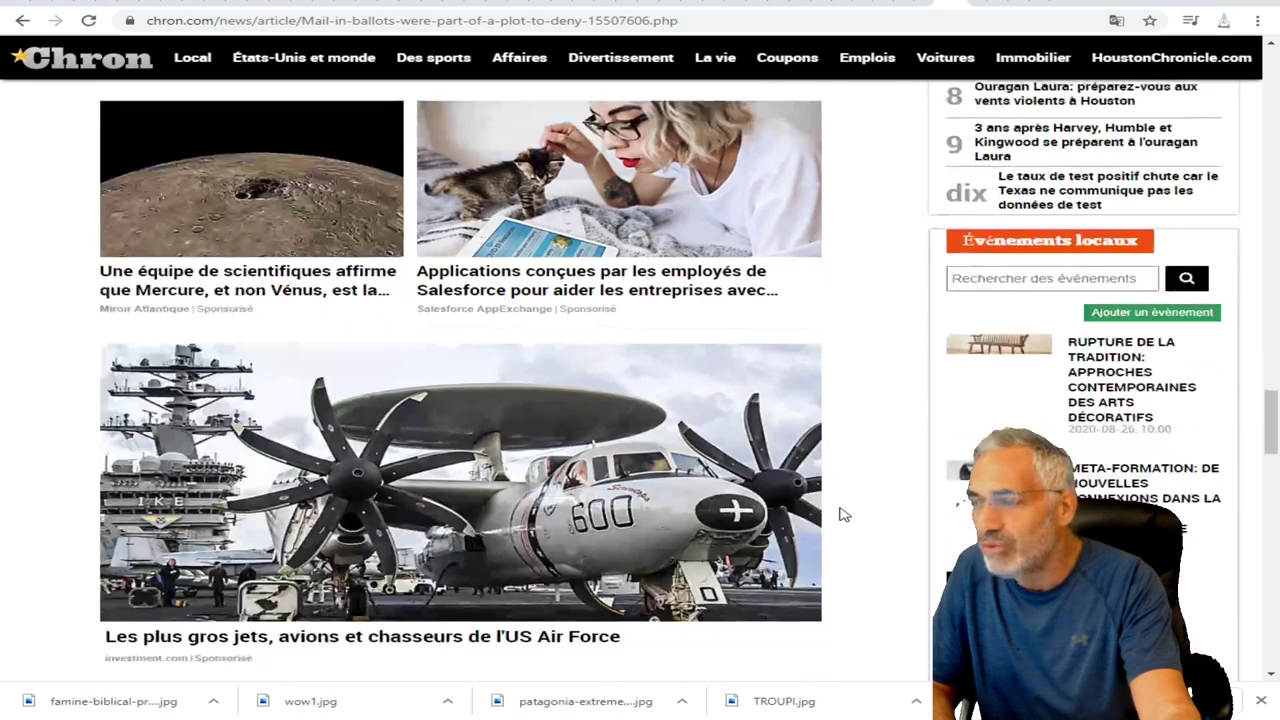 chron.com/news/article/Mail-in-ballots-were-part-of-a-plot-to-deny-15507606.php
Chron
Local
États-Unis et monde
Des sports
Affaires
Divertissement
La vie
Coupons
Emplois
Voitures
Immobilier
HoustonChronicle.com
Une équipe de scientifiques affirme
que Mercure, et non Vénus, est la...
Miroir Atlantique | Sponsorisé
Applications conçues par les employés de
Salesforce pour aider les entreprises avec...
Salesforce AppExchange | Sponsorisé
IKE
600
Les plus gros jets, avions et chasseurs de l'US Air Force
investment.com | Sponsorisé
8
Ouragan Laura: préparez-vous aux
vents violents à Houston
9
3 ans après Harvey, Humble et
Kingwood se préparent à l'ouragan
Laura
dix
Le taux de test positif chute car le
Texas ne communique pas les
données de test
Événements locaux
Rechercher des événements
Ajouter un évènement
RUPTURE DE LA
TRADITION:
APPROCHES
CONTEMPORAINES
DES ARTS
DÉCORATIFS
2020-08-26, 10:00
META-FORMATION: DE
NOUVELLES
CONNEXIONS DANS LA
famine-biblical-pr....jpg
wow1.jpg
patagonia-extreme....jpg
TROUPI.jpg